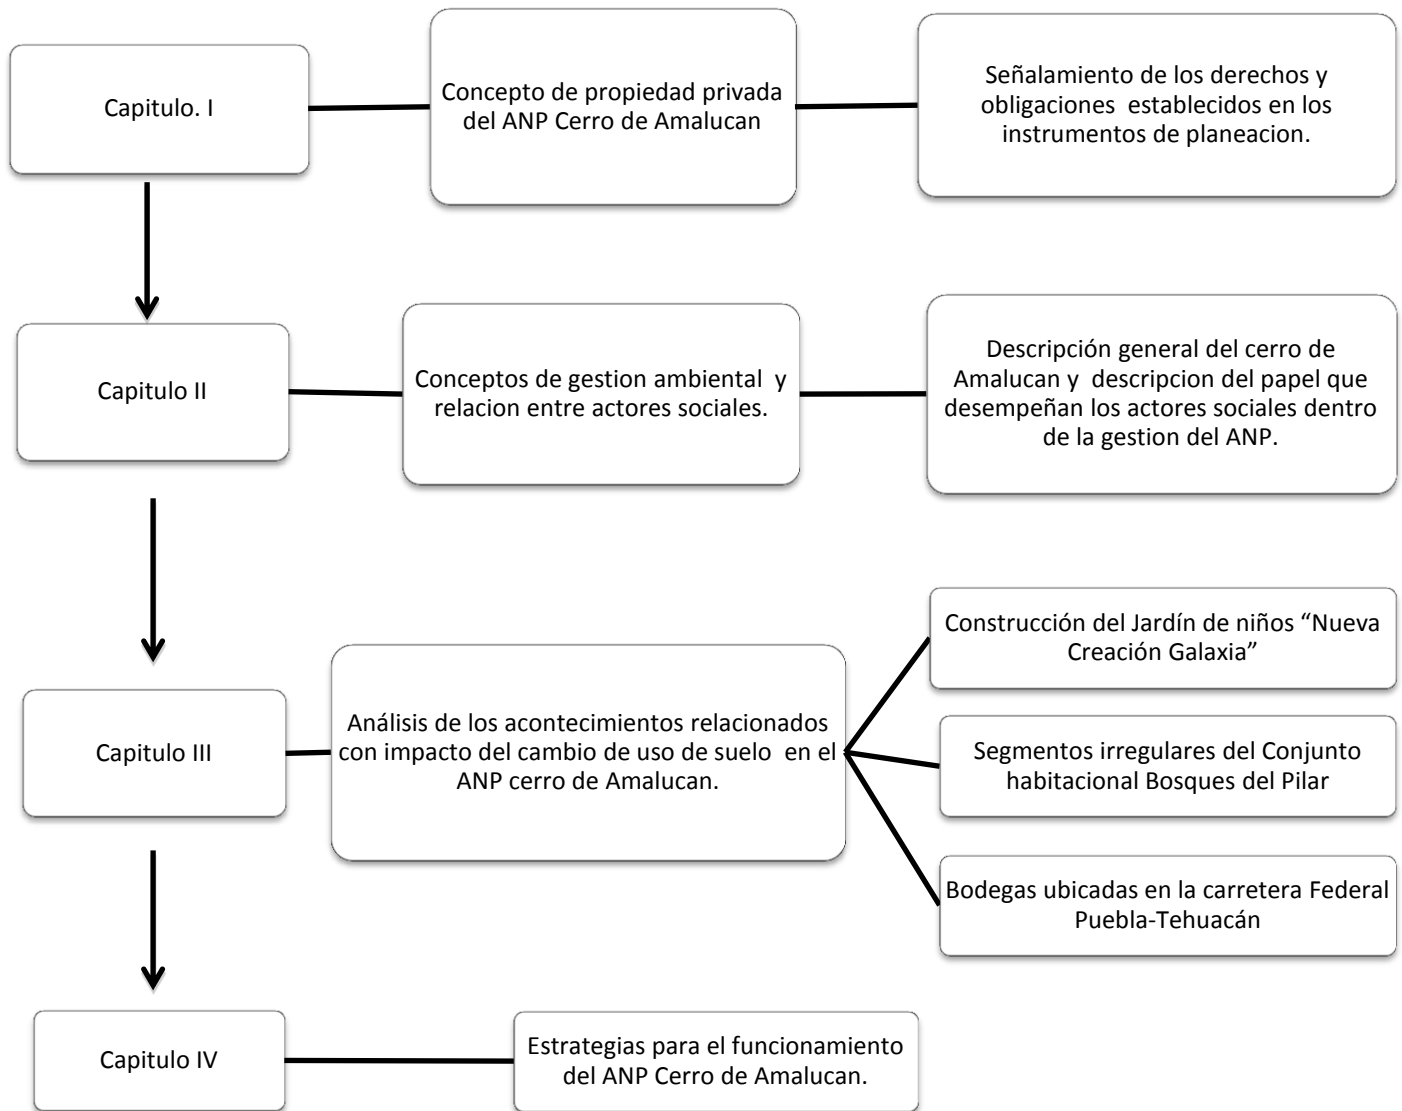 Capitulo. I
Concepto de propiedad privada
del ANP Cerro de Amalucan
Señalamiento de los derechos y
obligaciones establecidos en los
instrumentos de planeacion.
Capitulo II
Conceptos de gestion ambiental y
relacion entre actores sociales.
Descripción general del cerro de
Amalucan y descripcion del papel que
desempeñan los actores sociales dentro
de la gestion del ANP.
Capitulo III
Análisis de los acontecimientos relacionados
con impacto del cambio de uso de suelo en el
ANP cerro de Amalucan.
Construcción del Jardín de niños “Nueva
Creación Galaxia”
Segmentos irregulares del Conjunto
habitacional Bosques del Pilar
Bodegas ubicadas en la carretera Federal
Puebla-Tehuacán
Capitulo IV
Estrategias para el funcionamiento
del ANP Cerro de Amalucan.